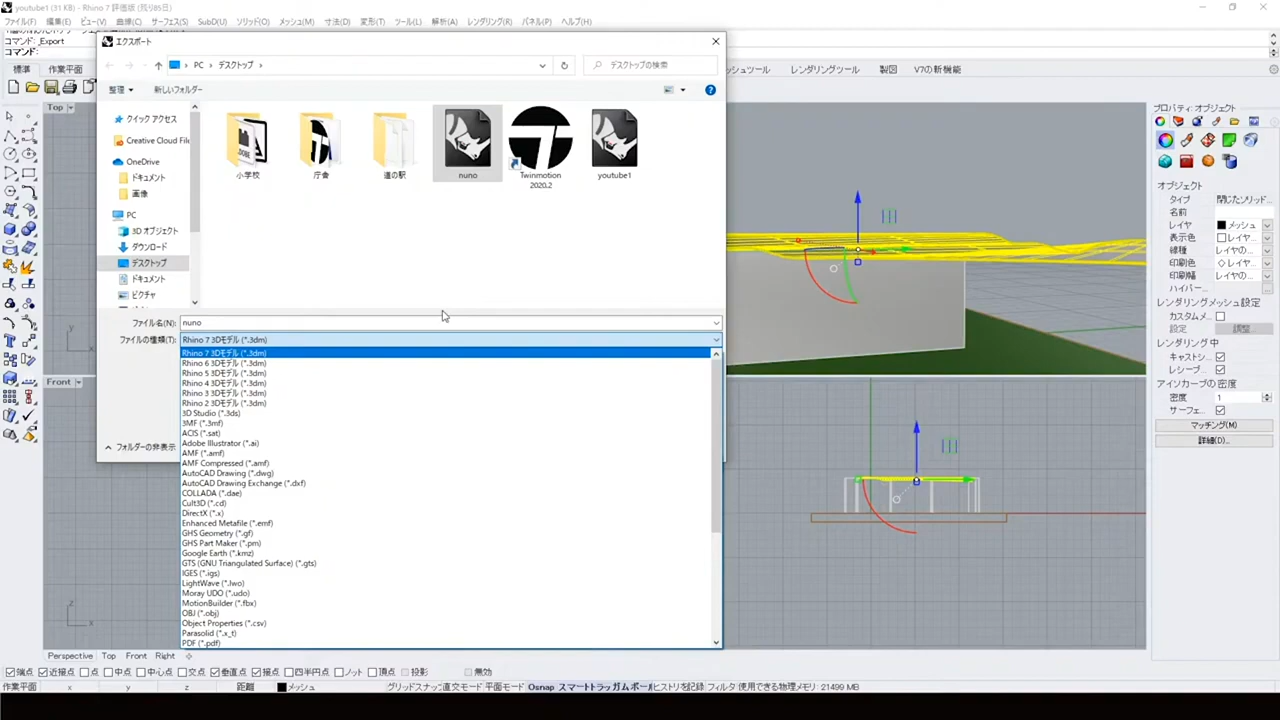 youtube1 (31 KB) - Rhino 7 評価版 (残り85日)
ファイル(F) 編集(E) ビュー(V) 曲線(C) サーフェス(S) SubD(U) ソリッド(O) メッシュ(M) 寸法(D) 変形(T) ツール(L) 解析(A) レンダリング(R) パネル(P) ヘルプ(H)
コマンド: _Export
コマンド:
標準 作業平面
ッシュツール レンダリングツール 製図 V7の新機能
エクスポート
PC デスクトップ
デスクトップの検索
整理 新しいフォルダー
クイック アクセス
Creative Cloud File
OneDrive
ドキュメント
画像
PC
3D オブジェクト
ダウンロード
デスクトップ
ドキュメント
ピクチャ
小学校
庁舎
道の駅
nuno
Twinmotion 2020.2
youtube1
ファイル名(N): nuno
ファイルの種類(T): Rhino 7 3Dモデル (*.3dm)
Rhino 7 3Dモデル (*.3dm)
Rhino 6 3Dモデル (*.3dm)
Rhino 5 3Dモデル (*.3dm)
Rhino 4 3Dモデル (*.3dm)
Rhino 3 3Dモデル (*.3dm)
Rhino 2 3Dモデル (*.3dm)
3D Studio (*.3ds)
3MF (*.3mf)
ACIS (*.sat)
Adobe Illustrator (*.ai)
AMF (*.amf)
AMF Compressed (*.amf)
AutoCAD Drawing (*.dwg)
AutoCAD Drawing Exchange (*.dxf)
COLLADA (*.dae)
Cult3D (*.cd)
DirectX (*.x)
Enhanced Metafile (*.emf)
GHS Geometry (*.gf)
GHS Part Maker (*.pm)
Google Earth (*.kmz)
GTS (GNU Triangulated Surface) (*.gts)
IGES (*.igs)
LightWave (*.lwo)
Moray UDO (*.udo)
MotionBuilder (*.fbx)
OBJ (*.obj)
Object Properties (*.csv)
Parasolid (*.x_t)
PDF (*.pdf)
フォルダーの非表示
Top
Front
y
x
z
x
プロパティ: オブジェクト
オブジェクト
タイプ 閉じたソリッド...
名前
レイヤ メッシュ
表示色 レイヤ...
線種 レイヤの...
印刷色 レイヤ...
印刷幅 レイヤの...
ハイパー...
レンダリングメッシュ設定
カスタムメ...
設定 調整...
レンダリング中
キャストシ...
レシーブ...
アイソカーブの密度
密度 1
サーフェ...
マッチング(M)
詳細(D)...
Perspective Top Front Right
端点 近接点 点 中点 中心点 交点 垂直点 接点 四半円点 ノット 頂点 投影 無効
作業平面 x y z 距離 メッシュ グリッドスナッ 直交モード 平面モード Osnap スマートトラッ ガムボー ヒストリを記録 フィルタ 使用できる物理メモリ: 21499 MB